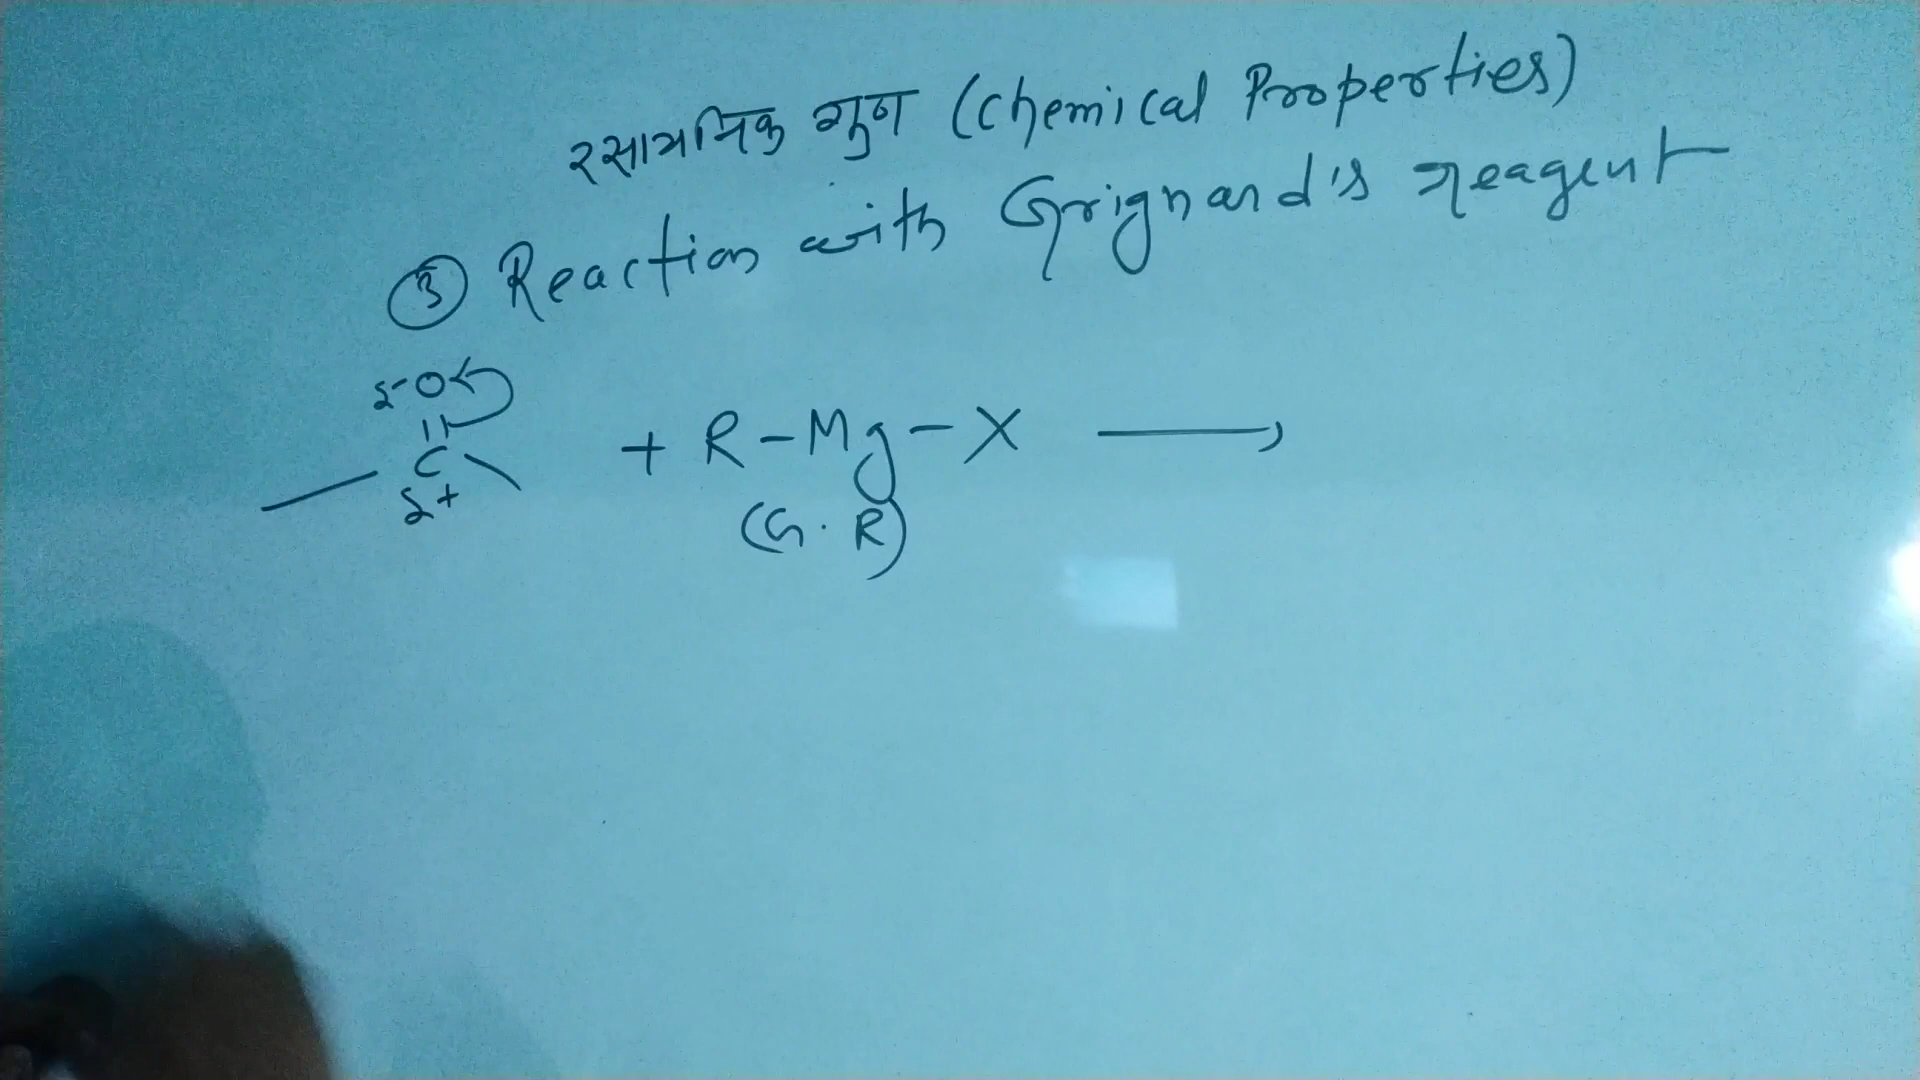 रसायनिक गुण (Chemical Properties)
③ Reaction with Grignard's reagent
δ- O
||
C
δ+
+ R-Mg-X ⟶
(G.R)